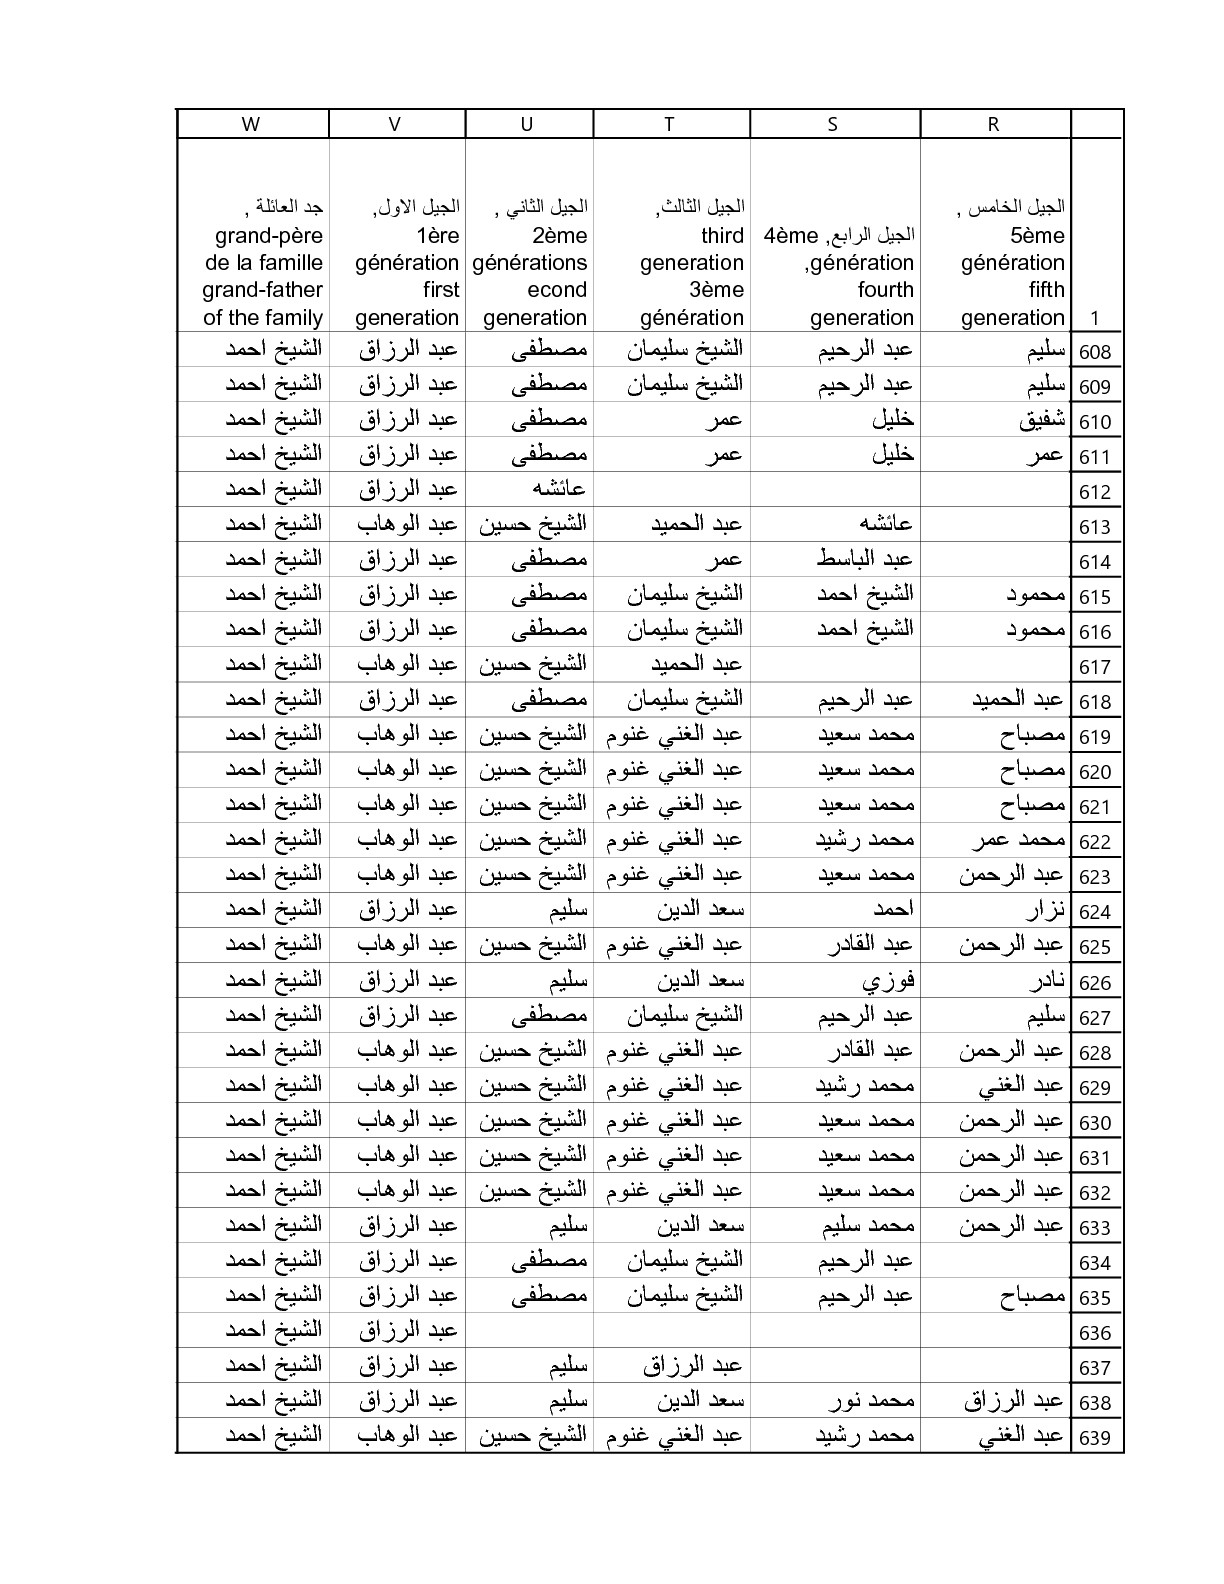 R S T U V W
الجيل الخامس , 5ème génération fifth generation الجيل الرابع, 4ème génération, fourth generation الجيل الثالث, third generation 3ème génération الجيل الثاني , 2ème générations econd generation الجيل الاول, 1ère génération first generation جد العائلة , grand-père de la famille grand-father of the family 1
608 سليم عبد الرحيم الشيخ سليمان مصطفى عبد الرزاق الشيخ احمد
609 سليم عبد الرحيم الشيخ سليمان مصطفى عبد الرزاق الشيخ احمد
610 شفيق خليل عمر مصطفى عبد الرزاق الشيخ احمد
611 عمر خليل عمر مصطفى عبد الرزاق الشيخ احمد
612 عائشه عبد الرزاق الشيخ احمد
613 عائشه عبد الحميد الشيخ حسين عبد الوهاب الشيخ احمد
614 عبد الباسط عمر مصطفى عبد الرزاق الشيخ احمد
615 محمود الشيخ احمد الشيخ سليمان مصطفى عبد الرزاق الشيخ احمد
616 محمود الشيخ احمد الشيخ سليمان مصطفى عبد الرزاق الشيخ احمد
617 عبد الحميد الشيخ حسين عبد الوهاب الشيخ احمد
618 عبد الحميد عبد الرحيم الشيخ سليمان مصطفى عبد الرزاق الشيخ احمد
619 مصباح محمد سعيد عبد الغني غنوم الشيخ حسين عبد الوهاب الشيخ احمد
620 مصباح محمد سعيد عبد الغني غنوم الشيخ حسين عبد الوهاب الشيخ احمد
621 مصباح محمد سعيد عبد الغني غنوم الشيخ حسين عبد الوهاب الشيخ احمد
622 محمد عمر محمد رشيد عبد الغني غنوم الشيخ حسين عبد الوهاب الشيخ احمد
623 عبد الرحمن محمد سعيد عبد الغني غنوم الشيخ حسين عبد الوهاب الشيخ احمد
624 نزار احمد سعد الدين سليم عبد الرزاق الشيخ احمد
625 عبد الرحمن عبد القادر عبد الغني غنوم الشيخ حسين عبد الوهاب الشيخ احمد
626 نادر فوزي سعد الدين سليم عبد الرزاق الشيخ احمد
627 سليم عبد الرحيم الشيخ سليمان مصطفى عبد الرزاق الشيخ احمد
628 عبد الرحمن عبد القادر عبد الغني غنوم الشيخ حسين عبد الوهاب الشيخ احمد
629 عبد الغني محمد رشيد عبد الغني غنوم الشيخ حسين عبد الوهاب الشيخ احمد
630 عبد الرحمن محمد سعيد عبد الغني غنوم الشيخ حسين عبد الوهاب الشيخ احمد
631 عبد الرحمن محمد سعيد عبد الغني غنوم الشيخ حسين عبد الوهاب الشيخ احمد
632 عبد الرحمن محمد سعيد عبد الغني غنوم الشيخ حسين عبد الوهاب الشيخ احمد
633 عبد الرحمن محمد سليم سعد الدين سليم عبد الرزاق الشيخ احمد
634 عبد الرحيم الشيخ سليمان مصطفى عبد الرزاق الشيخ احمد
635 مصباح عبد الرحيم الشيخ سليمان مصطفى عبد الرزاق الشيخ احمد
636 عبد الرزاق الشيخ احمد
637 عبد الرزاق سليم عبد الرزاق الشيخ احمد
638 عبد الرزاق محمد نور سعد الدين سليم عبد الرزاق الشيخ احمد
639 عبد الغني محمد رشيد عبد الغني غنوم الشيخ حسين عبد الوهاب الشيخ احمد